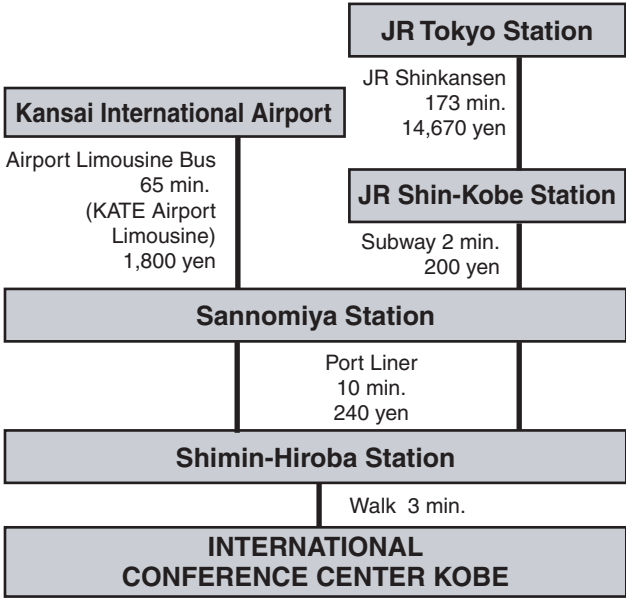 JR Tokyo Station
JR Shinkansen
173 min.
14,670 yen
Kansai International Airport
Airport Limousine Bus
65 min.
(KATE Airport
Limousine)
1,800 yen
JR Shin-Kobe Station
Subway 2 min.
200 yen
Sannomiya Station
Port Liner
10 min.
240 yen
Shimin-Hiroba Station
Walk 3 min.
INTERNATIONAL
CONFERENCE CENTER KOBE